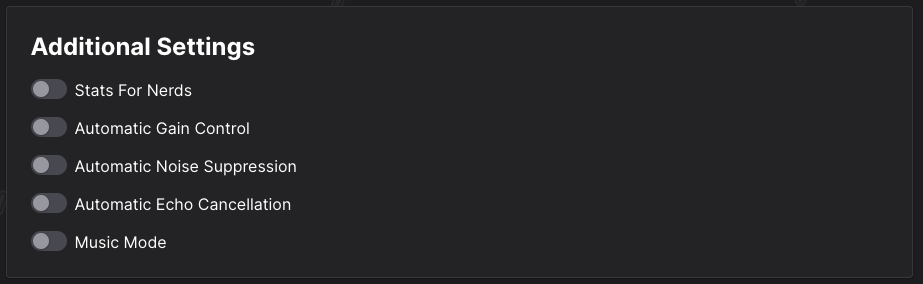 Additional Settings
Stats For Nerds
Automatic Gain Control
Automatic Noise Suppression
Automatic Echo Cancellation
Music Mode